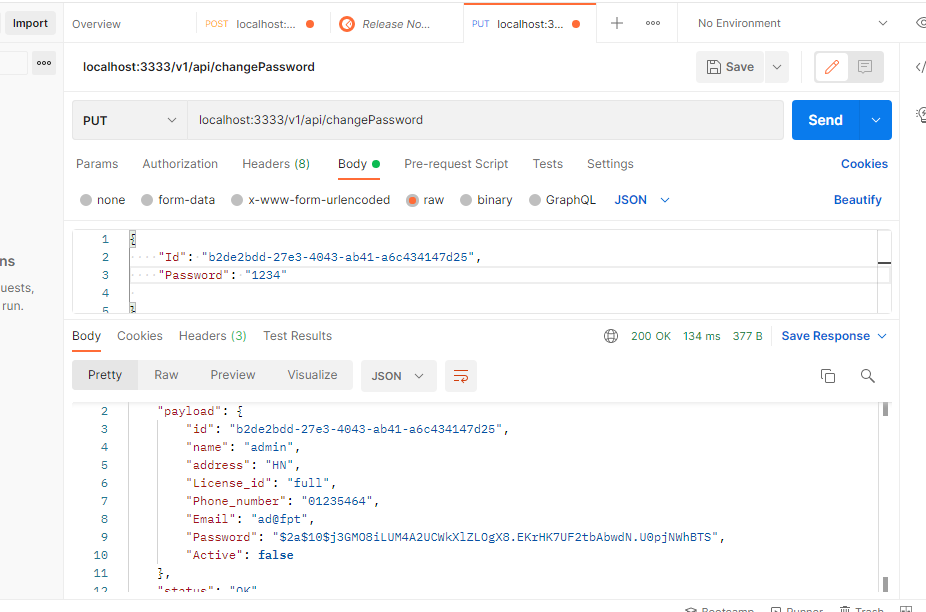 Import Overview POST localhost:... Release No... PUT localhost:3... No Environment
localhost:3333/v1/api/changePassword Save
PUT localhost:3333/v1/api/changePassword Send
Params Authorization Headers (8) Body Pre-request Script Tests Settings Cookies
none form-data x-www-form-urlencoded raw binary GraphQL JSON Beautify
1 {
ns
2 "Id": "b2de2bdd-27e3-4043-ab41-a6c434147d25",
3 "Password": "1234"
uests,
4
run.
5 }
Body Cookies Headers (3) Test Results 200 OK 134 ms 377 B Save Response
Pretty Raw Preview Visualize JSON
2 "payload": {
3 "id": "b2de2bdd-27e3-4043-ab41-a6c434147d25",
4 "name": "admin",
5 "address": "HN",
6 "License_id": "full",
7 "Phone_number": "01235464",
8 "Email": "ad@fpt",
9 "Password": "$2a$10$j3GMO8iLUM4A2UCWkXlZLOgX8.EKrHK7UF2tbAbwdN.U0pjNWhBTS",
10 "Active": false
11 },
12 "status": "OK"
Bootcamp Runner Trash